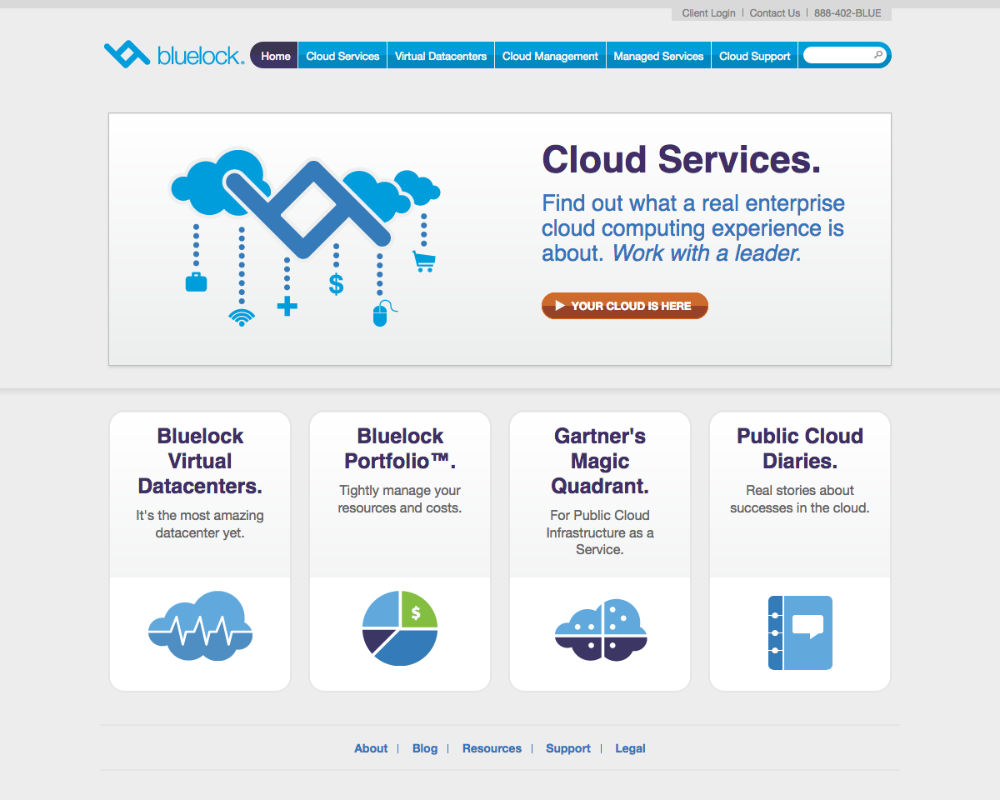 Client Login | Contact Us | 888-402-BLUE
bluelock.
Home Cloud Services Virtual Datacenters Cloud Management Managed Services Cloud Support
Cloud Services.
Find out what a real enterprise
cloud computing experience is
about. Work with a leader.
YOUR CLOUD IS HERE
$
Bluelock
Virtual
Datacenters.
It's the most amazing
datacenter yet.
Bluelock
Portfolio™.
Tightly manage your
resources and costs.
$
Gartner's
Magic
Quadrant.
For Public Cloud
Infrastructure as a
Service.
Public Cloud
Diaries.
Real stories about
successes in the cloud.
About | Blog | Resources | Support | Legal